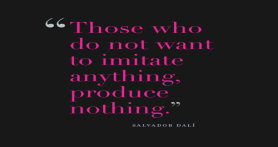 “Those who
do not want
to imitate
anything,
produce
nothing.”
SALVADOR DALÍ